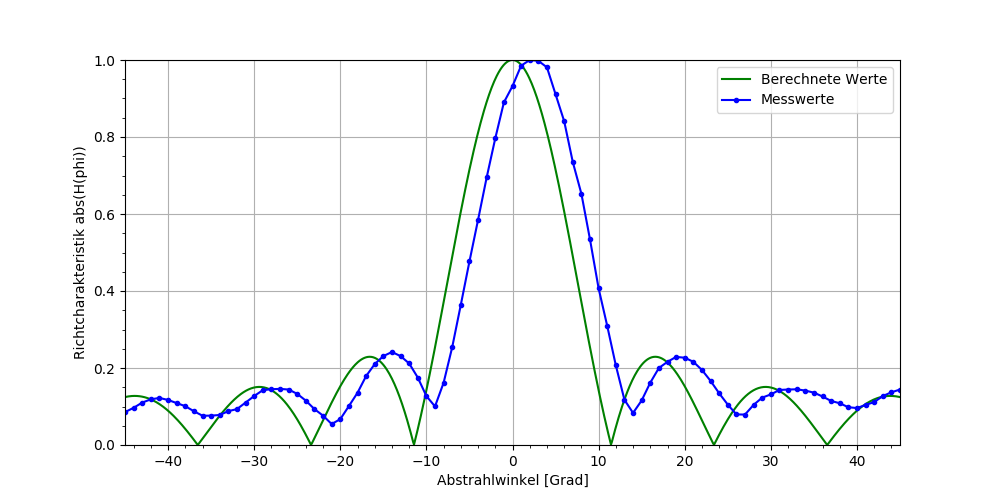 Richtcharakteristik abs(H(phi))
1.0
0.8
0.6
0.4
0.2
0.0
Berechnete Werte
Messwerte
−40 −30 −20 −10 0 10 20 30 40
Abstrahlwinkel [Grad]